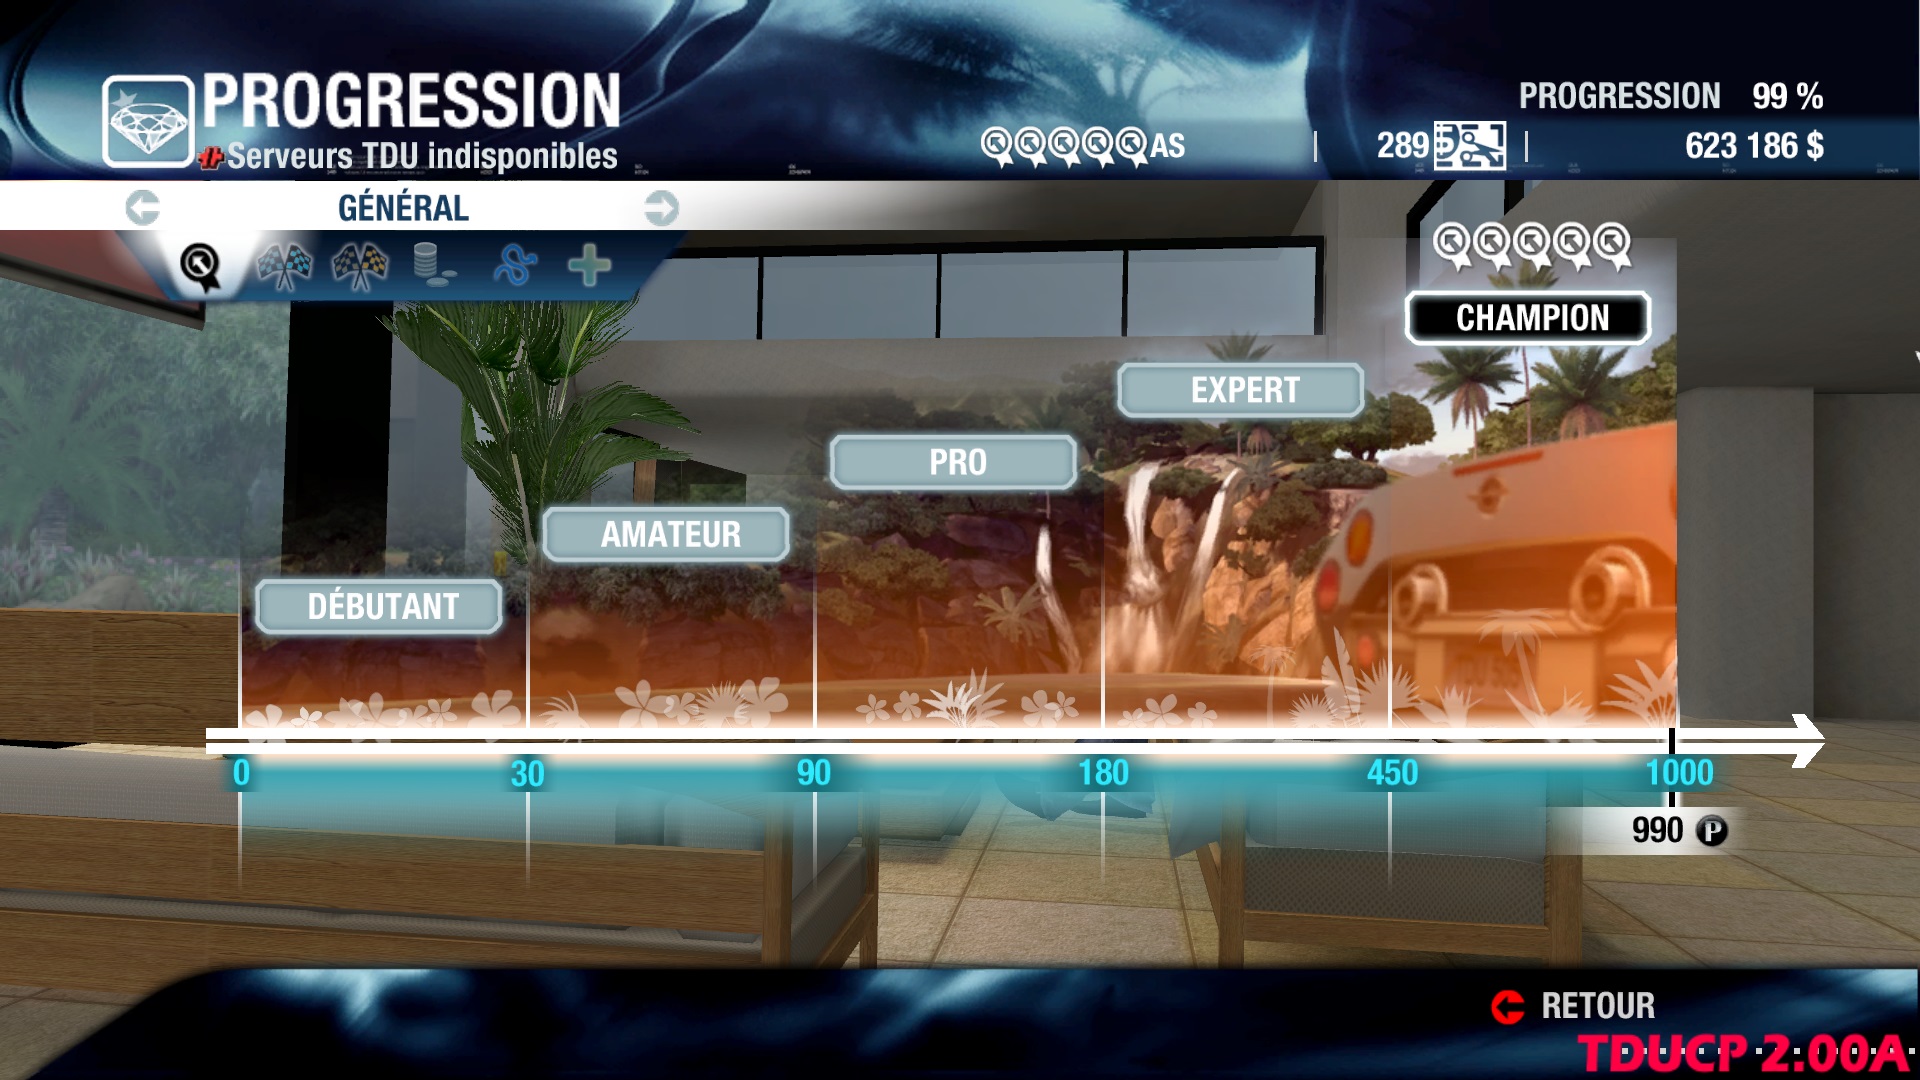 PROGRESSION
Serveurs TDU indisponibles
PROGRESSION 99 %
AS
289
623 186 $
GÉNÉRAL
CHAMPION
EXPERT
PRO
AMATEUR
DÉBUTANT
0 30 90 180 450 1000
990 P
RETOUR
TDUCP 2.00A